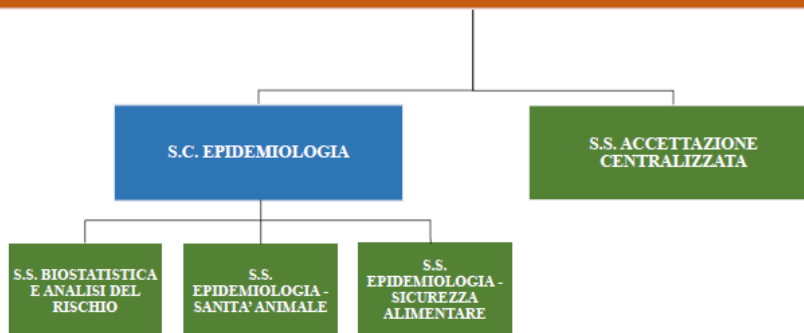 S.C. EPIDEMIOLOGIA
S.S. ACCETTAZIONE
CENTRALIZZATA
S.S. BIOSTATISTICA
E ANALISI DEL
RISCHIO
S.S.
EPIDEMIOLOGIA -
SANITA' ANIMALE
S.S.
EPIDEMIOLOGIA -
SICUREZZA
ALIMENTARE